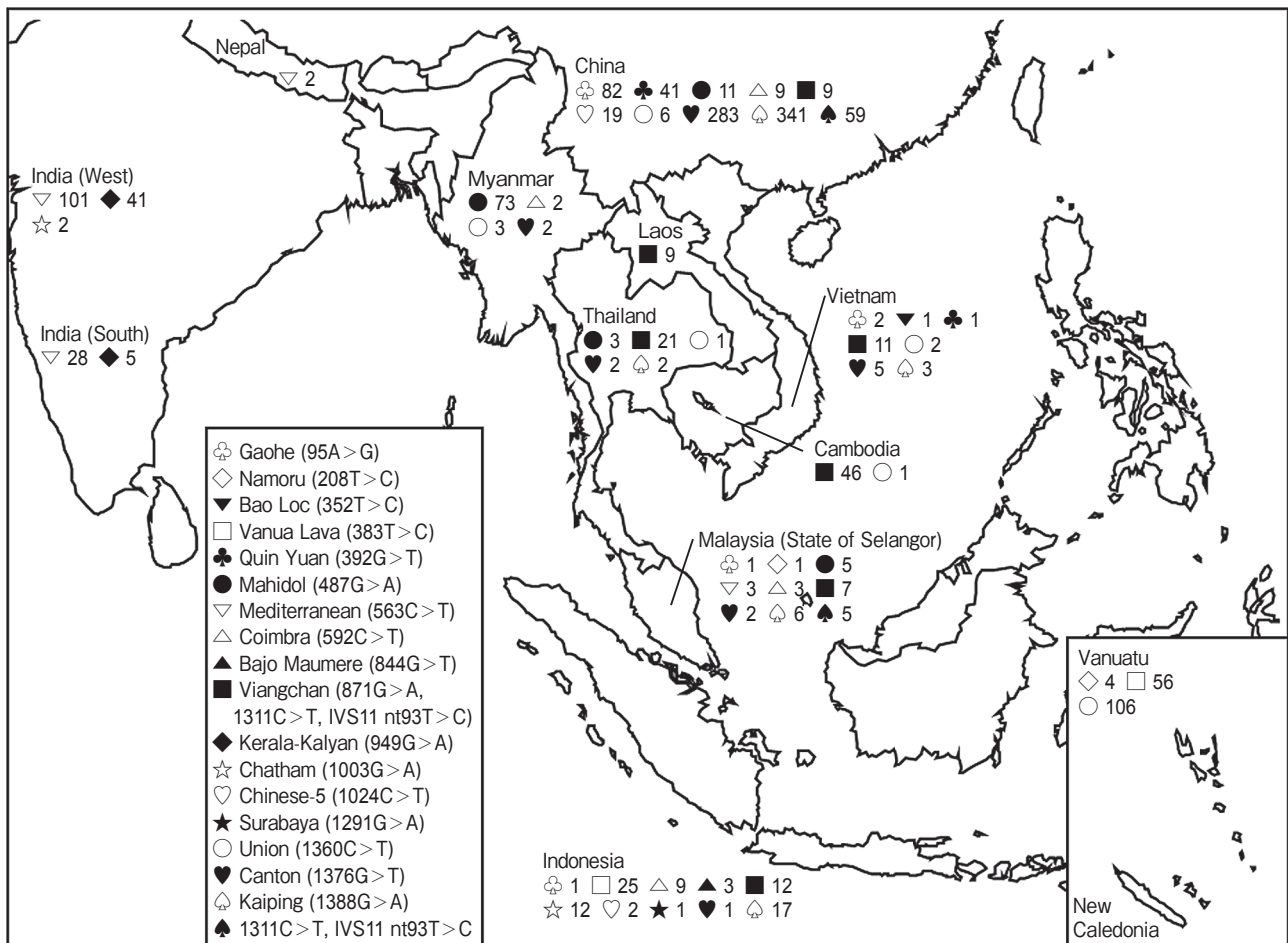 Nepal
▽ 2
China
♧ 82 ♣ 41 ● 11 △ 9 ■ 9
♡ 19 ○ 6 ♥ 283 ♤ 341 ♠ 59
India (West)
▽ 101 ◆ 41
☆ 2
Myanmar
● 73 △ 2
○ 3 ♥ 2
Laos
■ 9
India (South)
▽ 28 ◆ 5
Thailand
● 3 ■ 21 ○ 1
♥ 2 ♤ 2
Vietnam
♧ 2 ▼ 1 ♣ 1
■ 11 ○ 2
♥ 5 ♤ 3
Cambodia
■ 46 ○ 1
Malaysia (State of Selangor)
♧ 1 ◇ 1 ● 5
▽ 3 △ 3 ■ 7
♥ 2 ♤ 6 ♠ 5
♧ Gaohe (95A>G)
◇ Namoru (208T>C)
▼ Bao Loc (352T>C)
□ Vanua Lava (383T>C)
♣ Quin Yuan (392G>T)
● Mahidol (487G>A)
▽ Mediterranean (563C>T)
△ Coimbra (592C>T)
▲ Bajo Maumere (844G>T)
■ Viangchan (871G>A,
1311C>T, IVS11 nt93T>C)
◆ Kerala-Kalyan (949G>A)
☆ Chatham (1003G>A)
♡ Chinese-5 (1024C>T)
★ Surabaya (1291G>A)
○ Union (1360C>T)
♥ Canton (1376G>T)
♤ Kaiping (1388G>A)
♠ 1311C>T, IVS11 nt93T>C
Indonesia
♧ 1 □ 25 △ 9 ▲ 3 ■ 12
☆ 12 ♡ 2 ★ 1 ♥ 1 ♤ 17
Vanuatu
◇ 4 □ 56
○ 106
New
Caledonia